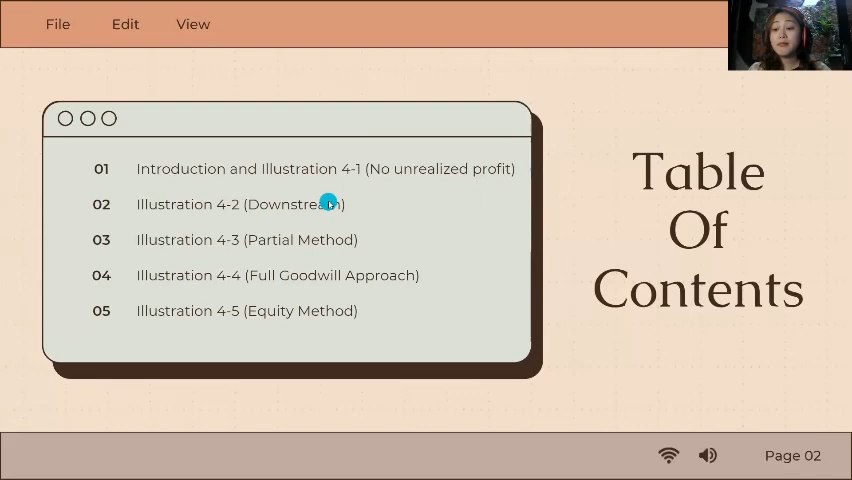 File Edit View
01 Introduction and Illustration 4-1 (No unrealized profit)
02 Illustration 4-2 (Downstream)
03 Illustration 4-3 (Partial Method)
04 Illustration 4-4 (Full Goodwill Approach)
05 Illustration 4-5 (Equity Method)
Table
Of
Contents
Page 02